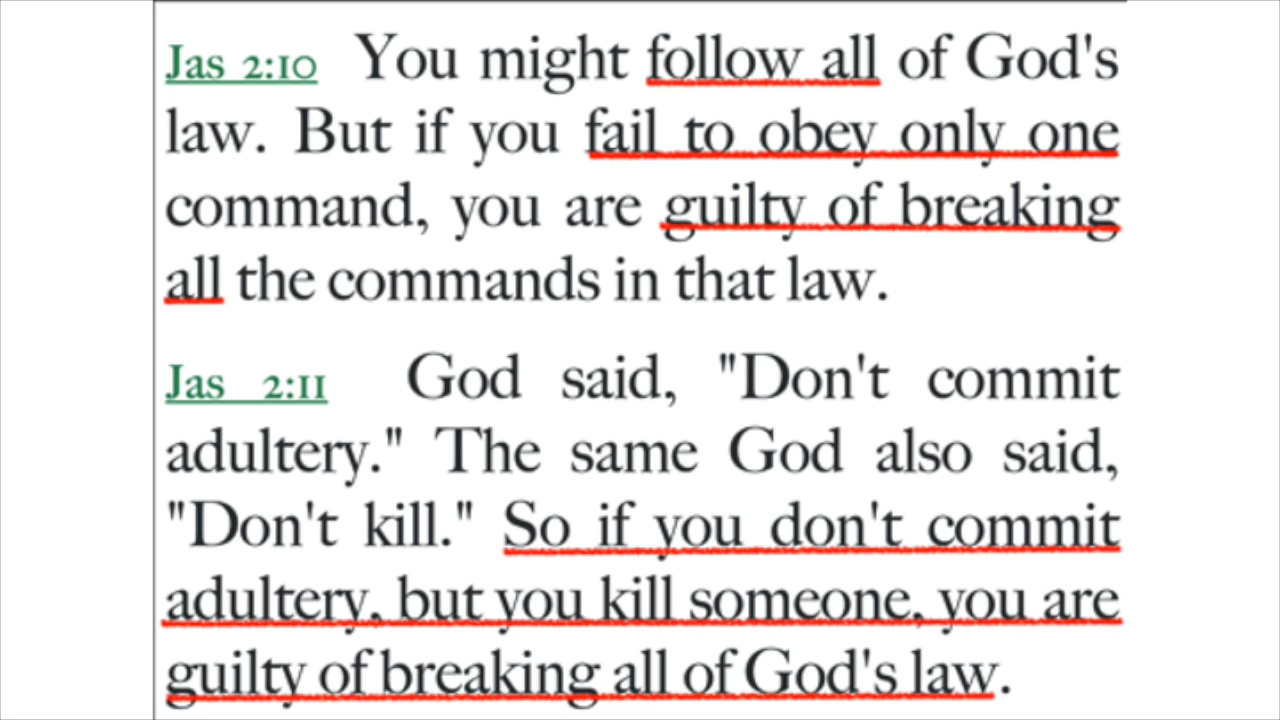 Jas 2:10 You might follow all of God's
law. But if you fail to obey only one
command, you are guilty of breaking
all the commands in that law.
Jas 2:11 God said, "Don't commit
adultery." The same God also said,
"Don't kill." So if you don't commit
adultery, but you kill someone, you are
guilty of breaking all of God's law.